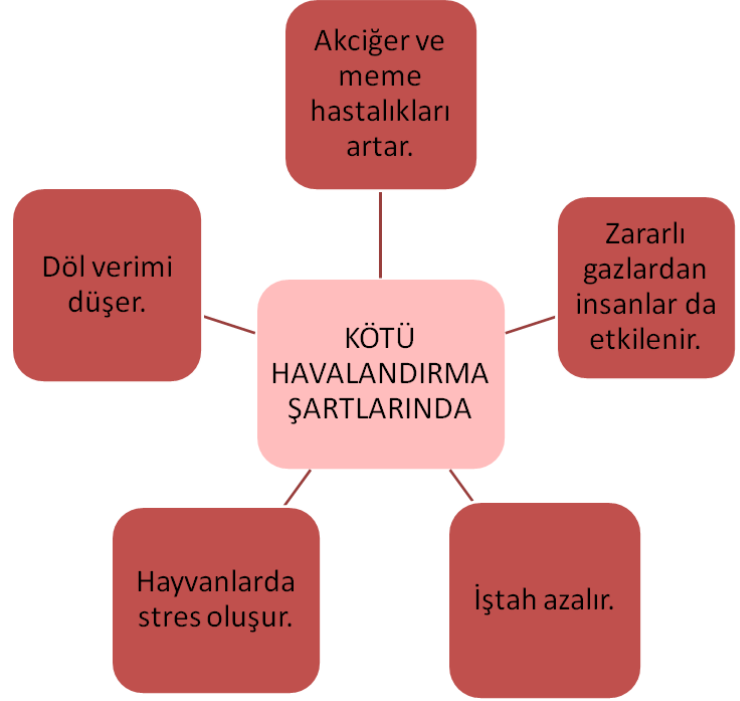 Akciğer ve
meme
hastalıkları
artar.
Zararlı
gazlardan
insanlar da
etkilenir.
Döl verimi
düşer.
KÖTÜ
HAVALANDIRMA
ŞARTLARINDA
Hayvanlarda
stres oluşur.
İştah azalır.